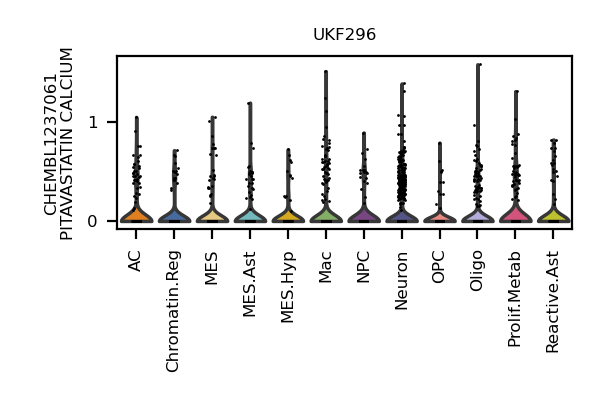 UKF296
CHEMBL1237061
PITAVASTATIN CALCIUM
1
0
AC
Chromatin.Reg
MES
MES.Ast
MES.Hyp
Mac
NPC
Neuron
OPC
Oligo
Prolif.Metab
Reactive.Ast